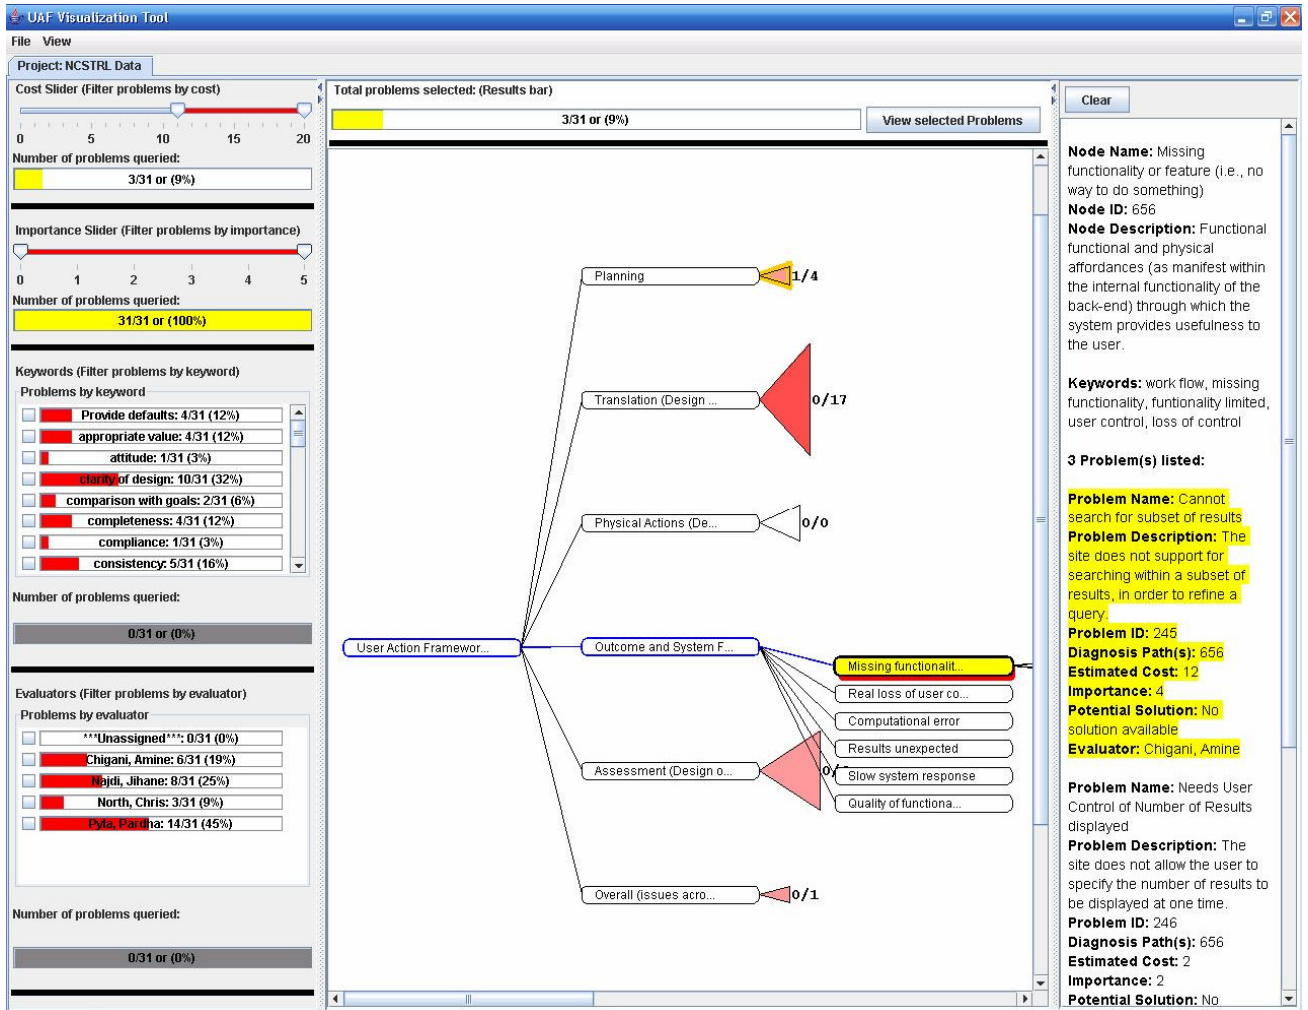 UAF Visualization Tool
File View
Project: NCSTRL Data
Cost Slider (Filter problems by cost)
0 5 10 15 20
Number of problems queried:
3/31 or (9%)
Importance Slider (Filter problems by importance)
0 1 2 3 4 5
Number of problems queried:
31/31 or (100%)
Keywords (Filter problems by keyword)
Problems by keyword
Provide defaults: 4/31 (12%)
appropriate value: 4/31 (12%)
attitude: 1/31 (3%)
clarity of design: 10/31 (32%)
comparison with goals: 2/31 (6%)
completeness: 4/31 (12%)
compliance: 1/31 (3%)
consistency: 5/31 (16%)
Number of problems queried:
0/31 or (0%)
Evaluators (Filter problems by evaluator)
Problems by evaluator
***Unassigned***: 0/31 (0%)
Chigani, Amine: 6/31 (19%)
Najdi, Jihane: 8/31 (25%)
North, Chris: 3/31 (9%)
Pyla, Pardha: 14/31 (45%)
Number of problems queried:
0/31 or (0%)
Total problems selected: (Results bar)
3/31 or (9%)
View selected Problems
Planning
1/4
Translation (Design ...
0/17
Physical Actions (De...
0/0
User Action Framewor...
Outcome and System F...
Missing functionalit...
Real loss of user co...
Computational error
Results unexpected
Slow system response
Quality of functiona...
Assessment (Design o...
0/
Overall (issues acro...
0/1
Clear
Node Name: Missing
functionality or feature (i.e., no
way to do something)
Node ID: 656
Node Description: Functional
functional and physical
affordances (as manifest within
the internal functionality of the
back-end) through which the
system provides usefulness to
the user.
Keywords: work flow, missing
functionality, funtionality limited,
user control, loss of control
3 Problem(s) listed:
Problem Name: Cannot
search for subset of results
Problem Description: The
site does not support for
searching within a subset of
results, in order to refine a
query.
Problem ID: 245
Diagnosis Path(s): 656
Estimated Cost: 12
Importance: 4
Potential Solution: No
solution available
Evaluator: Chigani, Amine
Problem Name: Needs User
Control of Number of Results
displayed
Problem Description: The
site does not allow the user to
specify the number of results to
be displayed at one time.
Problem ID: 246
Diagnosis Path(s): 656
Estimated Cost: 2
Importance: 2
Potential Solution: No